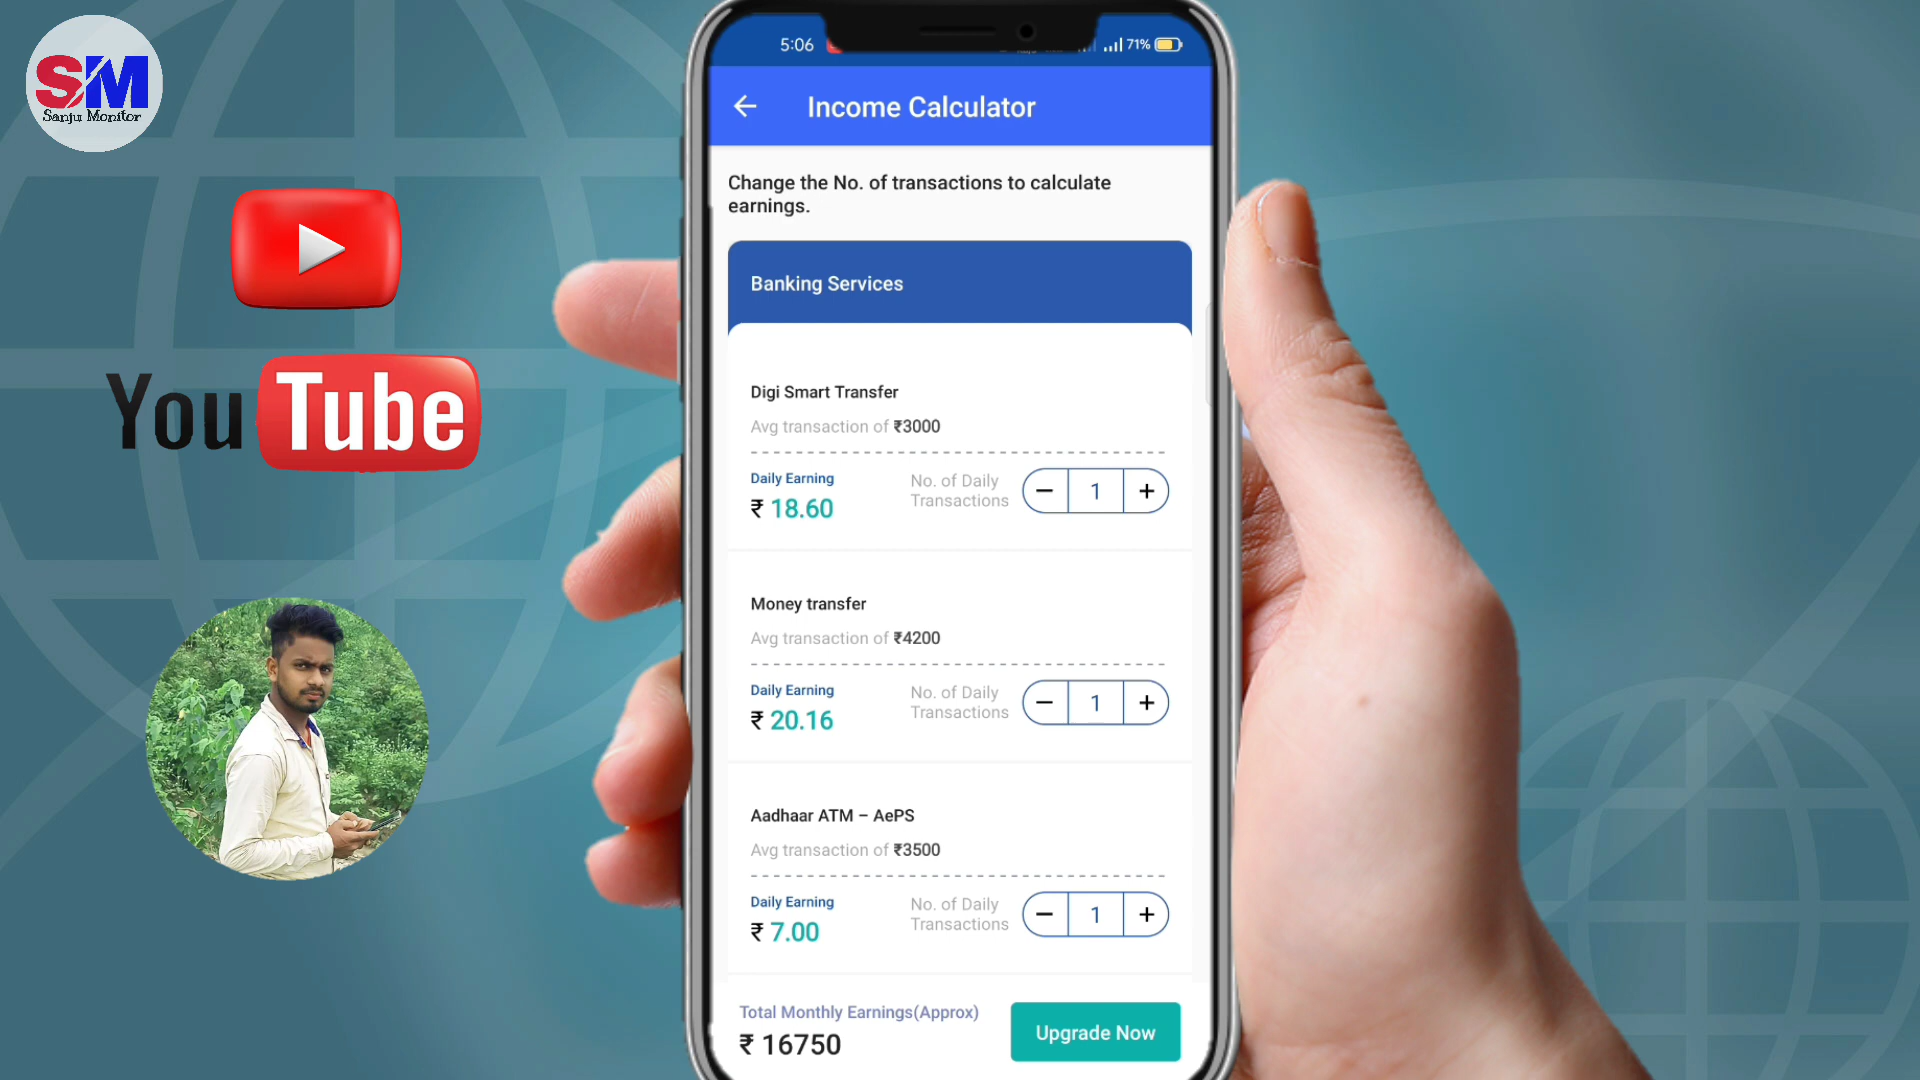 SM
Sanju Monitor
You Tube
5:06
71%
Income Calculator
Change the No. of transactions to calculate
earnings.
Banking Services
Digi Smart Transfer
Avg transaction of ₹3000
Daily Earning
₹ 18.60
No. of Daily
Transactions
− 1 +
Money transfer
Avg transaction of ₹4200
Daily Earning
₹ 20.16
No. of Daily
Transactions
− 1 +
Aadhaar ATM – AePS
Avg transaction of ₹3500
Daily Earning
₹ 7.00
No. of Daily
Transactions
− 1 +
Total Monthly Earnings(Approx)
₹ 16750
Upgrade Now